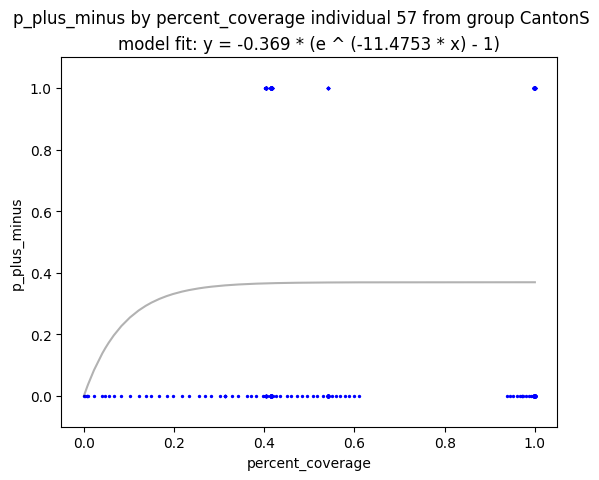 p_plus_minus by percent_coverage individual 57 from group CantonS
model fit: y = -0.369 * (e ^ (-11.4753 * x) - 1)
1.0
0.8
0.6
0.4
0.2
0.0
p_plus_minus
0.0 0.2 0.4 0.6 0.8 1.0
percent_coverage